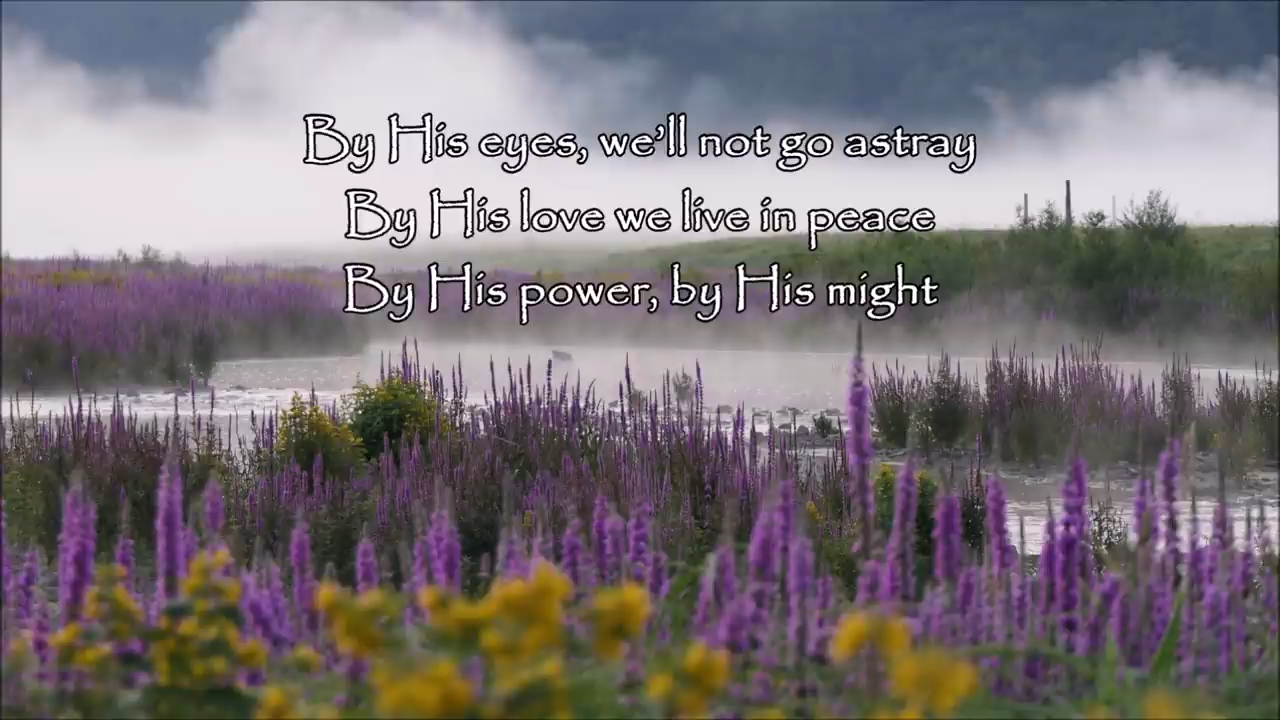 By His eyes, we'll not go astray
By His love we live in peace
By His power, by His might